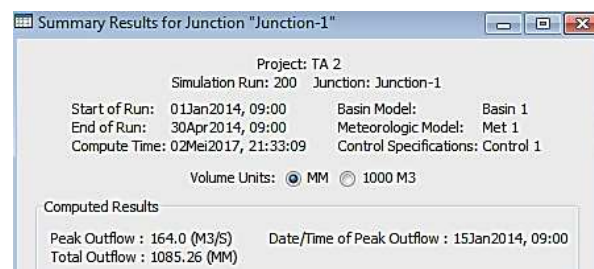 Summary Results for Junction "Junction-1"
Project: TA 2
Simulation Run: 200 Junction: Junction-1
Start of Run: 01Jan2014, 09:00 Basin Model: Basin 1
End of Run: 30Apr2014, 09:00 Meteorologic Model: Met 1
Compute Time: 02Mei2017, 21:33:09 Control Specifications: Control 1
Volume Units: MM 1000 M3
Computed Results
Peak Outflow : 164.0 (M3/S) Date/Time of Peak Outflow : 15Jan2014, 09:00
Total Outflow : 1085.26 (MM)